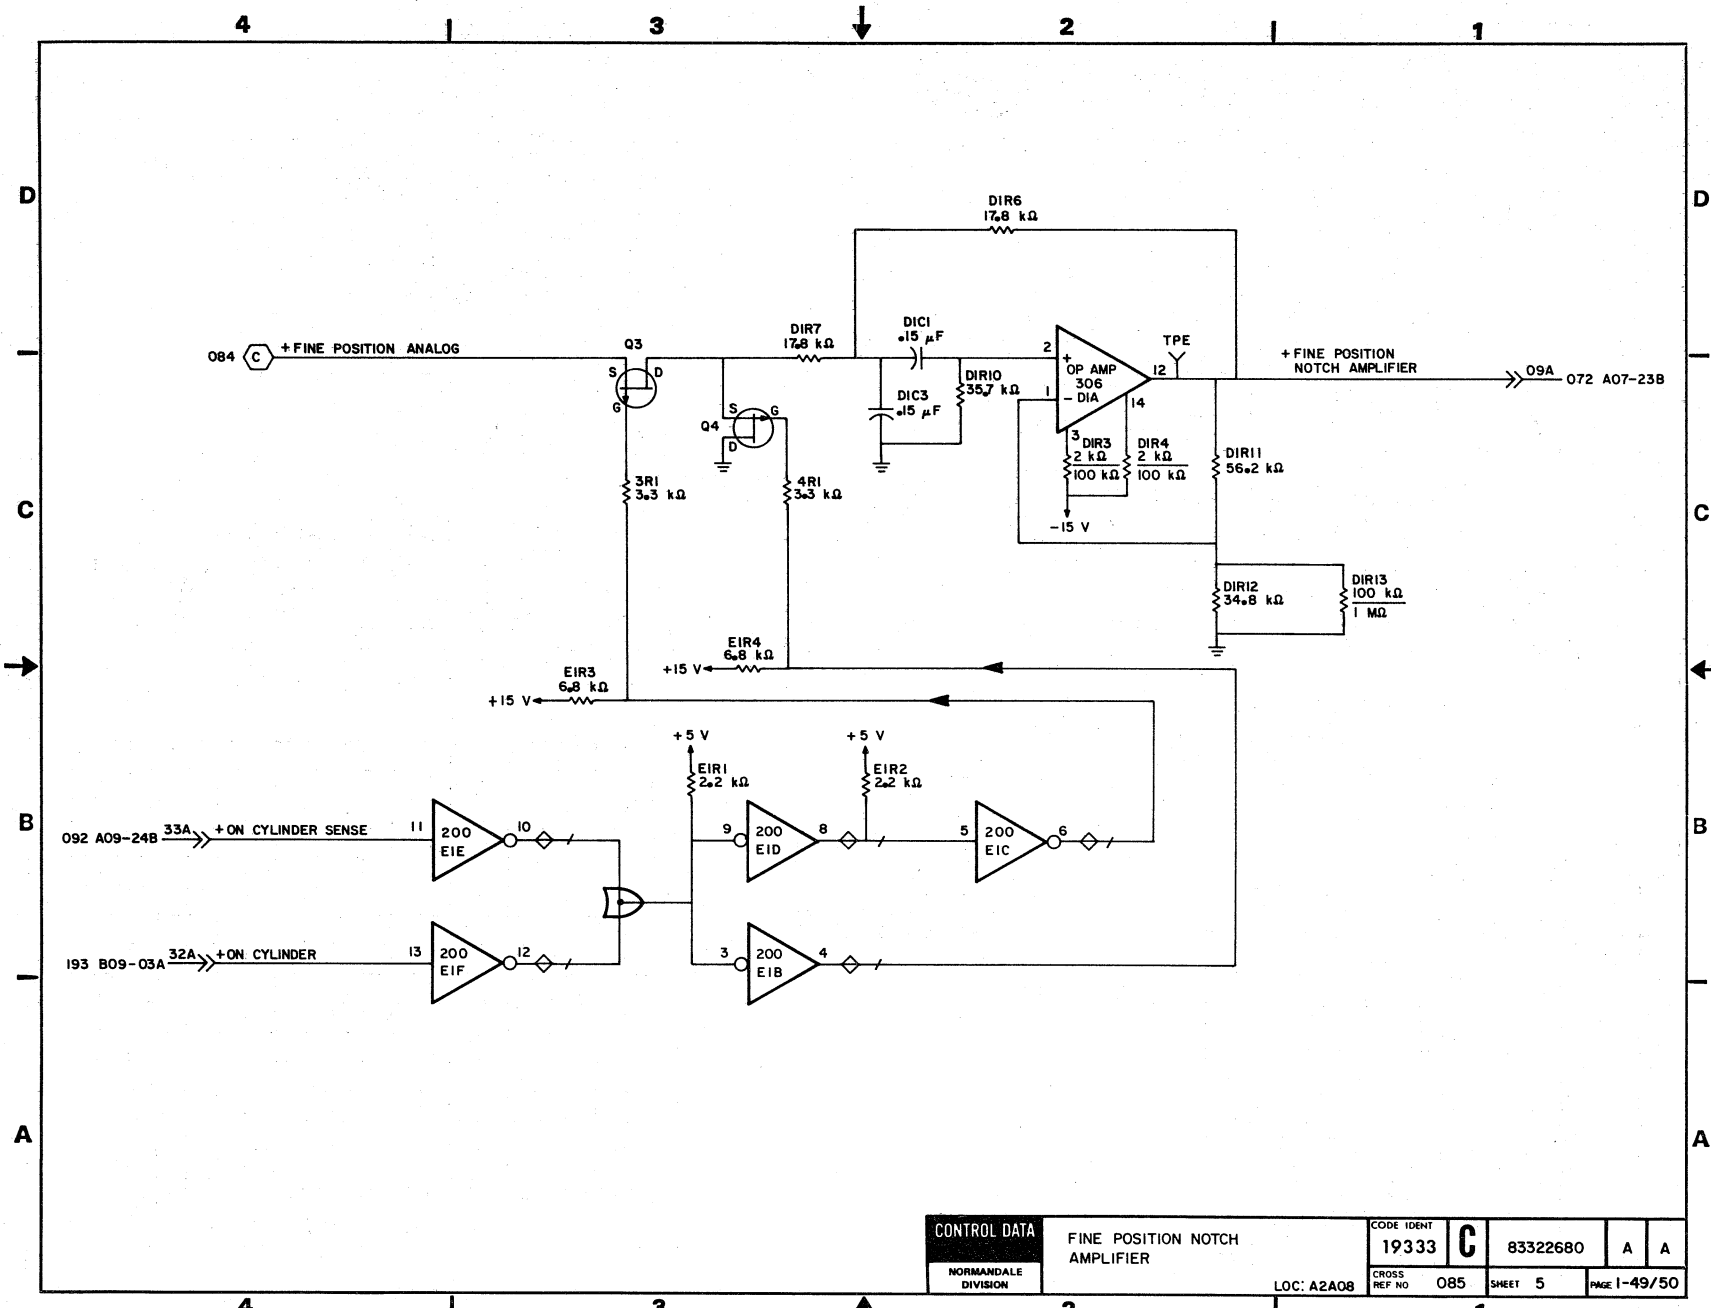 4 3 2 1
D D
DIR6
17.8 kΩ
DIR7
17.8 kΩ
DIC1
.15 µF
Q3
084 C + FINE POSITION ANALOG
S D
G
2 +
OP AMP
306
DIA
1 -
12
14
3
TPE
+ FINE POSITION
NOTCH AMPLIFIER
09A
072 A07-23B
DIR10
35.7 kΩ
DIC3
.15 µF
Q4
S G
D
DIR3
2 kΩ
100 kΩ
DIR4
2 kΩ
100 kΩ
-15 V
DIR11
56.2 kΩ
C C
3R1
3.3 kΩ
4R1
3.3 kΩ
DIR12
34.8 kΩ
DIR13
100 kΩ
1 MΩ
EIR4
6.8 kΩ
+15 V
EIR3
6.8 kΩ
+15 V
+5 V
EIR1
2.2 kΩ
+5 V
EIR2
2.2 kΩ
B B
092 A09-24B 33A + ON CYLINDER SENSE 11
200
EIE
10
9
200
EID
8
5
200
EIC
6
193 B09-03A 32A + ON CYLINDER 13
200
EIF
12
3
200
EIB
4
A A
CONTROL DATA
NORMANDALE
DIVISION
FINE POSITION NOTCH
AMPLIFIER
LOC: A2A08
CODE IDENT
19333
C
83322680
A A
CROSS
REF NO 085
SHEET 5
PAGE 1-49/50
4 3 2 1